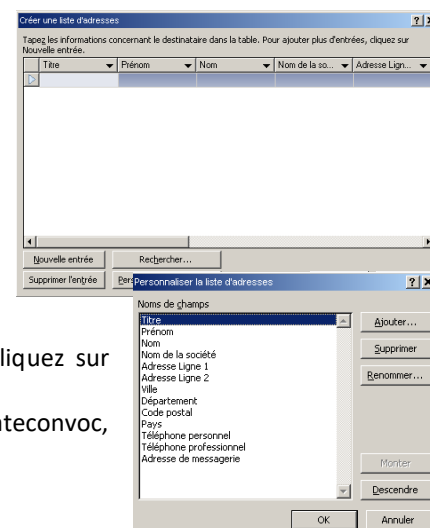 Créer une liste d'adresses
Tapez les informations concernant le destinataire dans la table. Pour ajouter plus d'entrées, cliquez sur
Nouvelle entrée.
Titre Prénom Nom Nom de la so... Adresse Lign...
Nouvelle entrée Rechercher...
Supprimer l'entrée
Personnaliser la liste d'adresses
Noms de champs
Titre
Prénom
Nom
Nom de la société
Adresse Ligne 1
Adresse Ligne 2
Ville
Département
Code postal
Pays
Téléphone personnel
Téléphone professionnel
Adresse de messagerie
Ajouter...
Supprimer
Renommer...
Monter
Descendre
OK Annuler
cliquez sur
teconvoc,